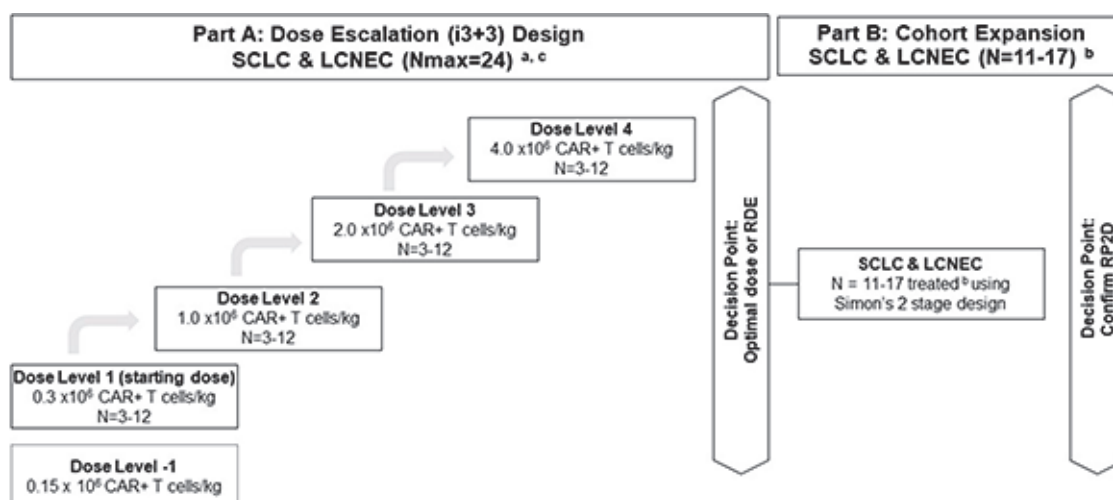 Part A: Dose Escalation (i3+3) Design
SCLC & LCNEC (Nmax=24) ᵃ, ᶜ
Part B: Cohort Expansion
SCLC & LCNEC (N=11-17) ᵇ
Dose Level 4
4.0 x10⁶ CAR+ T cells/kg
N=3-12
Dose Level 3
2.0 x10⁶ CAR+ T cells/kg
N=3-12
Dose Level 2
1.0 x10⁶ CAR+ T cells/kg
N=3-12
Dose Level 1 (starting dose)
0.3 x10⁶ CAR+ T cells/kg
N=3-12
Dose Level -1
0.15 x 10⁶ CAR+ T cells/kg
Decision Point:
Optimal dose or RDE
SCLC & LCNEC
N = 11-17 treated ᵇ using
Simon's 2 stage design
Decision Point:
Confirm RP2D